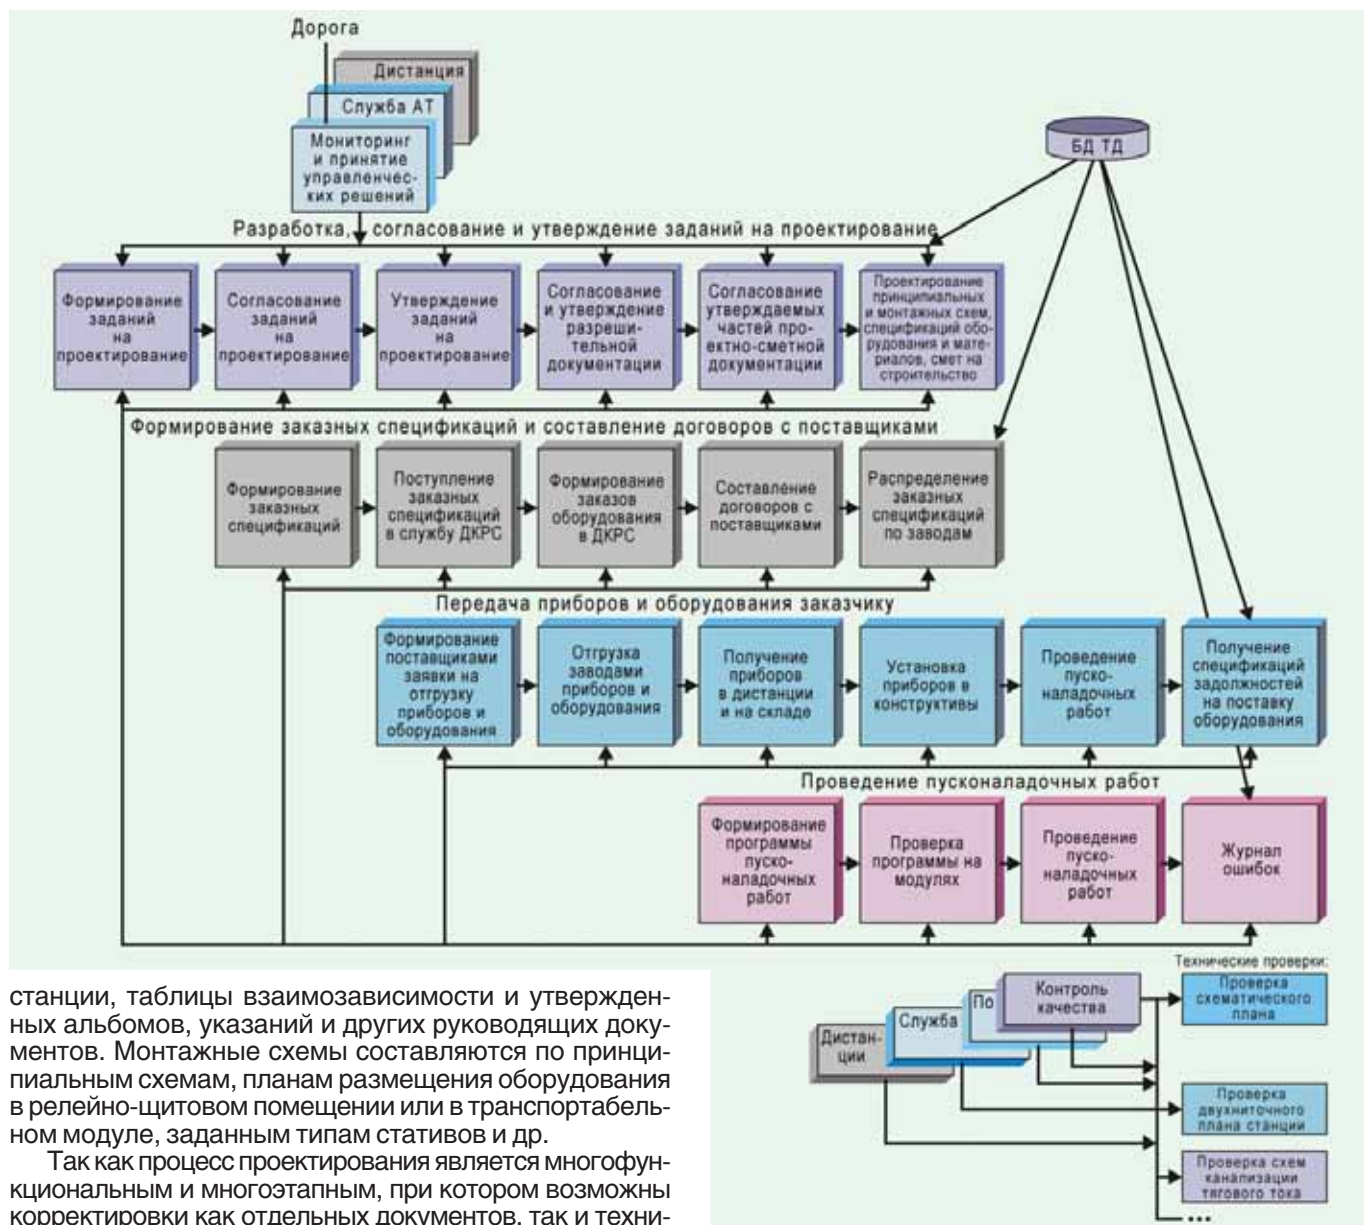 Дорога
Дистанция
Служба АТ
Мониторинг
и принятие
управленчес-
ких решений
БД ТД
Разработка, согласование и утверждение заданий на проектирование
Формирование
заданий
на
проектирование
Согласование
заданий
на
проектирование
Утверждение
заданий
на
проектирование
Согласование
и утверждение
разреши-
тельной
документации
Согласование
утверждаемых
частей про-
ектно-сметной
документации
Проектирование
принципиальных
и монтажных схем,
спецификаций обо-
рудования и мате-
риалов, смет на
строительство
Формирование заказных спецификаций и составление договоров с поставщиками
Формирование
заказных
спецификаций
Поступление
заказных
спецификаций
в службу ДКРС
Формирование
заказов
оборудования
в ДКРС
Составление
договоров с
поставщиками
Распределение
заказных
спецификаций
по заводам
Передача приборов и оборудования заказчику
Формирование
поставщиками
заявки на
отгрузку
приборов и
оборудования
Отгрузка
заводами
приборов и
оборудования
Получение
приборов
в дистанции
и на складе
Установка
приборов в
конструктивы
Проведение
пуско-
наладочных
работ
Получение
спецификаций
задолжностей
на поставку
оборудования
Проведение пусконаладочных работ
Формирование
программы
пуско-
наладочных
работ
Проверка
программы на
модулях
Проведение
пуско-
наладочных
работ
Журнал
ошибок
станции, таблицы взаимозависимости и утвержден-
ных альбомов, указаний и других руководящих доку-
ментов. Монтажные схемы составляются по принци-
пиальным схемам, планам размещения оборудования
в релейно-щитовом помещении или в транспортабель-
ном модуле, заданным типам стативов и др.
Так как процесс проектирования является многофун-
кциональным и многоэтапным, при котором возможны
корректировки как отдельных документов, так и техни-
Технические проверки:
Контроль
качества
По
Служба
Дистан-
ции
Проверка
схематического
плана
Проверка
двухниточного
плана станции
Проверка схем
канализации
тягового тока
...